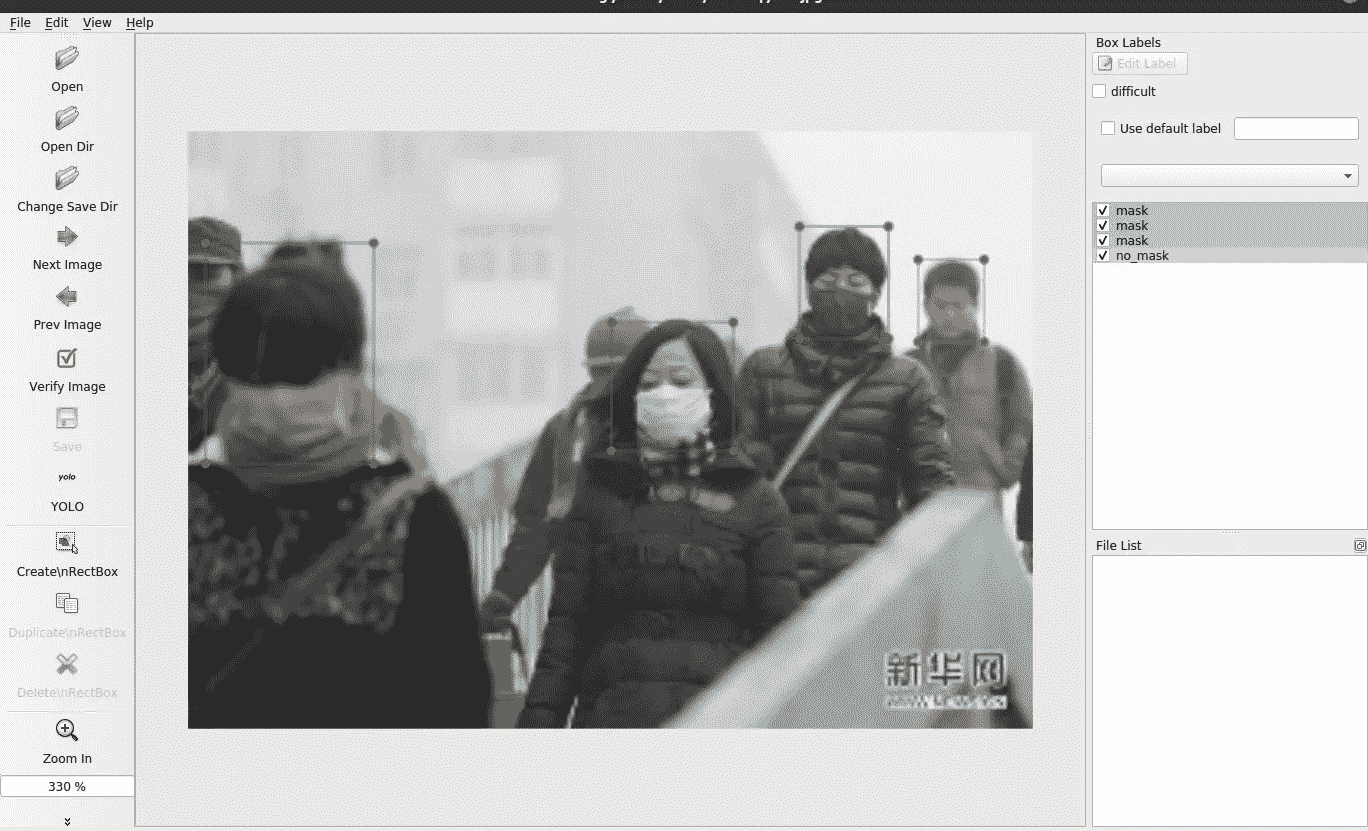 File Edit View Help
Open
Open Dir
Change Save Dir
Next Image
Prev Image
Verify Image
Save
yolo
YOLO
Create\nRectBox
Duplicate\nRectBox
Delete\nRectBox
Zoom In
330 %
新华网
Box Labels
Edit Label
difficult
Use default label
mask
mask
mask
no_mask
File List